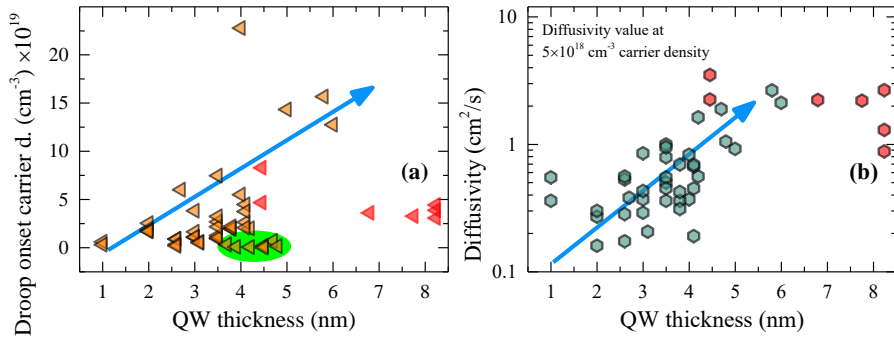 Droop onset carrier d. (cm⁻³) ×10¹⁹
25
20
15
10
5
0
1 2 3 4 5 6 7 8
QW thickness (nm)
(a)
Diffusivity (cm²/s)
10
1
0.1
Diffusivity value at
5×10¹⁸ cm⁻³ carrier density
1 2 3 4 5 6 7 8
QW thickness (nm)
(b)